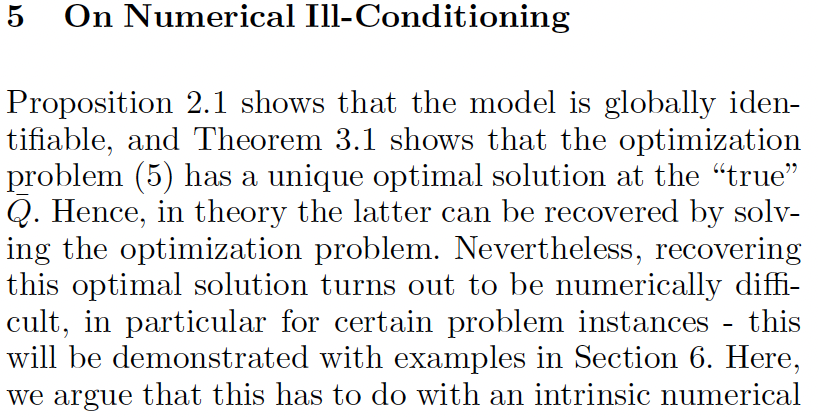 5 On Numerical Ill-Conditioning
Proposition 2.1 shows that the model is globally iden-
tifiable, and Theorem 3.1 shows that the optimization
problem (5) has a unique optimal solution at the “true”
Q̄. Hence, in theory the latter can be recovered by solv-
ing the optimization problem. Nevertheless, recovering
this optimal solution turns out to be numerically diffi-
cult, in particular for certain problem instances - this
will be demonstrated with examples in Section 6. Here,
we argue that this has to do with an intrinsic numerical